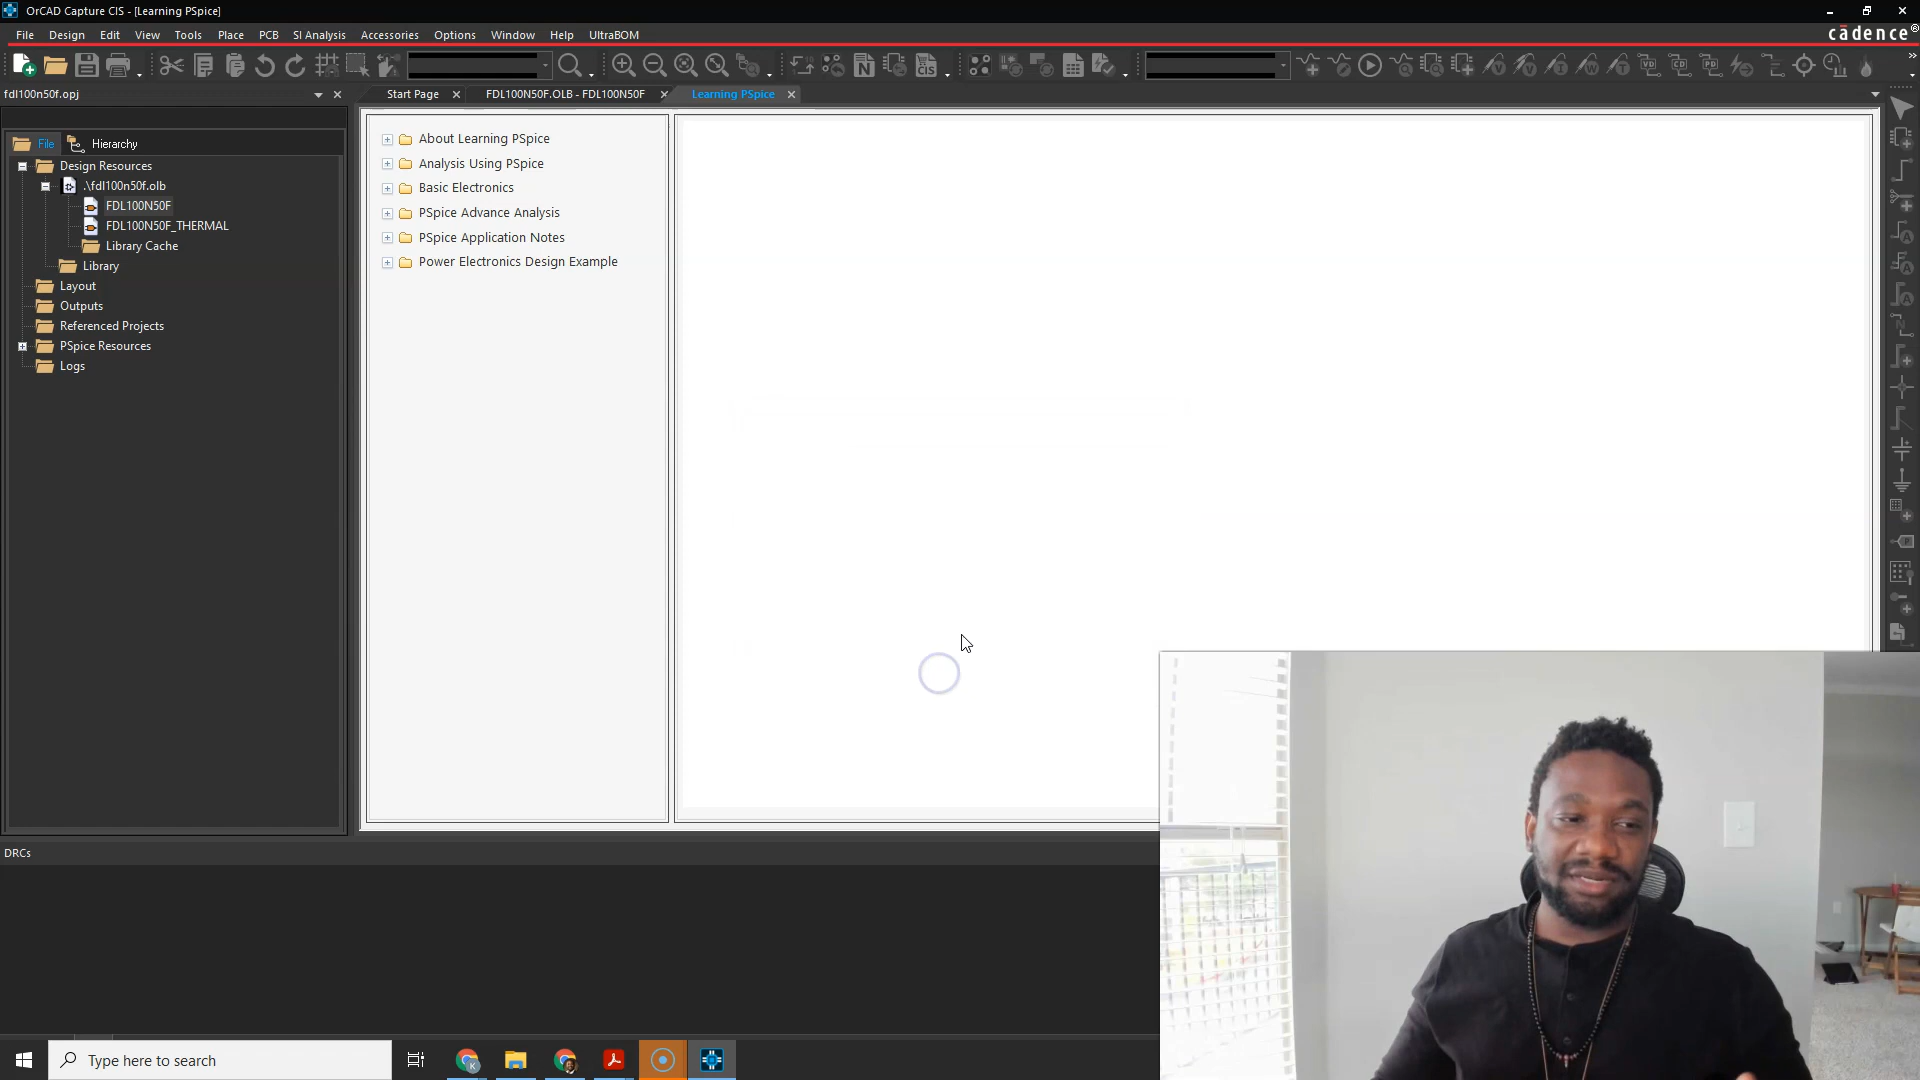 OrCAD Capture CIS - [Learning PSpice]
File Design Edit View Tools Place PCB SI Analysis Accessories Options Window Help UltraBOM
cādence®
fdl100n50f.opj
Start Page
FDL100N50F.OLB - FDL100N50F
Learning PSpice
File
Hierarchy
Design Resources
.\fdl100n50f.olb
FDL100N50F
FDL100N50F_THERMAL
Library Cache
Library
Layout
Outputs
Referenced Projects
PSpice Resources
Logs
About Learning PSpice
Analysis Using PSpice
Basic Electronics
PSpice Advance Analysis
PSpice Application Notes
Power Electronics Design Example
DRCs
Type here to search